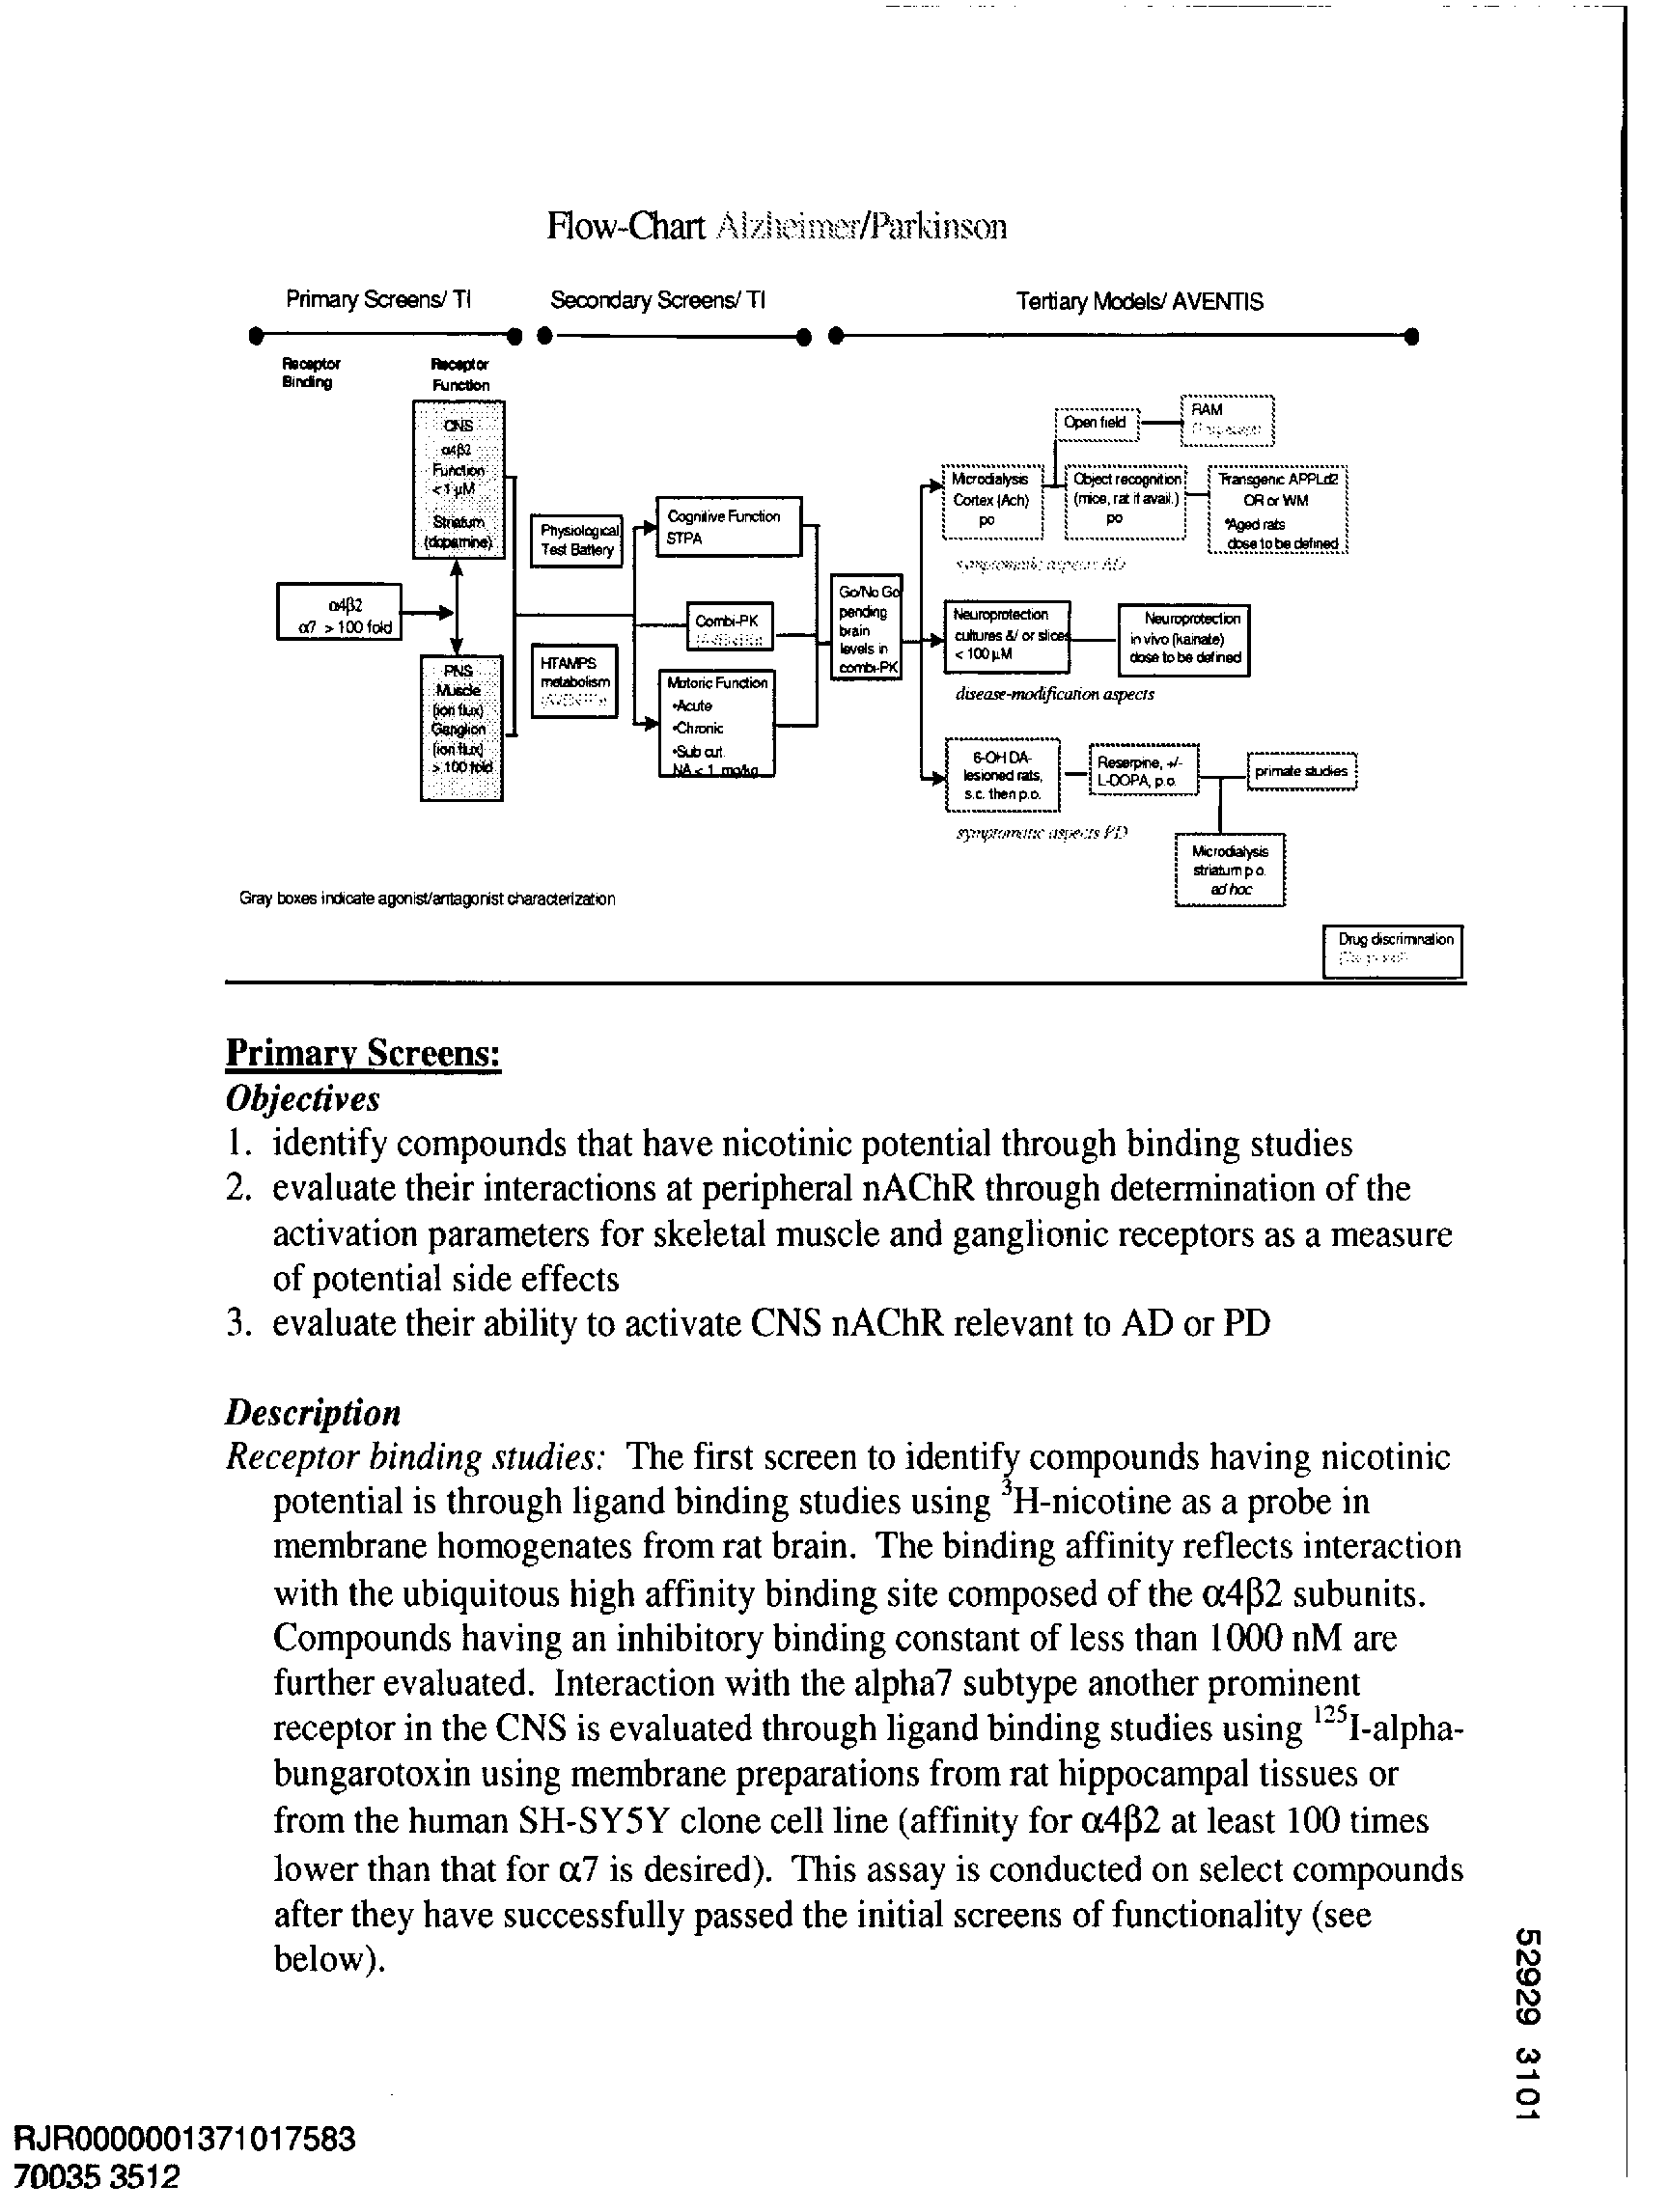 Flow-Chart Alzheimer/Parkinson
Primary Screens/ TI
Secondary Screens/ TI
Tertiary Models/ AVENTIS
Receptor
Binding
Receptor
Function
CNS
α4β2
Function
< 1 µM
Striatum
(dopamine)
α4β2
α7 > 100 fold
PNS
Muscle
(ion flux)
Ganglion
(ion flux)
> 100 fold
Physiological
Test Battery
HTAMPS
metabolism
Cognitive Function
STPA
Combi-PK
Motoric Function
•Acute
•Chronic
•Sub cut.
NA < 1 mg/kg
Go/No Go
pending
brain
levels in
combi-PK
Open field
RAM
Microdialysis
Cortex (Ach)
po
Object recognition
(mice, rat if avail.)
po
Transgenic APPLd2
OR or WM
*Aged rats
dose to be defined
symptomatic aspects AD
Neuroprotection
cultures &/ or slices
< 100 µM
Neuroprotection
in vivo (kainate)
dose to be defined
disease-modification aspects
6-OH DA-
lesioned rats,
s.c. then p.o.
Reserpine, +/-
L-DOPA, p.o.
primate studies
symptomatic aspects PD
Microdialysis
striatum p.o.
ad hoc
Gray boxes indicate agonist/antagonist characterization
Drug discrimination
Primary Screens:
Objectives
1. identify compounds that have nicotinic potential through binding studies
2. evaluate their interactions at peripheral nAChR through determination of the
activation parameters for skeletal muscle and ganglionic receptors as a measure
of potential side effects
3. evaluate their ability to activate CNS nAChR relevant to AD or PD
Description
Receptor binding studies: The first screen to identify compounds having nicotinic
potential is through ligand binding studies using ³H-nicotine as a probe in
membrane homogenates from rat brain. The binding affinity reflects interaction
with the ubiquitous high affinity binding site composed of the α4β2 subunits.
Compounds having an inhibitory binding constant of less than 1000 nM are
further evaluated. Interaction with the alpha7 subtype another prominent
receptor in the CNS is evaluated through ligand binding studies using ¹²⁵I-alpha-
bungarotoxin using membrane preparations from rat hippocampal tissues or
from the human SH-SY5Y clone cell line (affinity for α4β2 at least 100 times
lower than that for α7 is desired). This assay is conducted on select compounds
after they have successfully passed the initial screens of functionality (see
below).
52929 3101
RJR0000001371017583
70035 3512